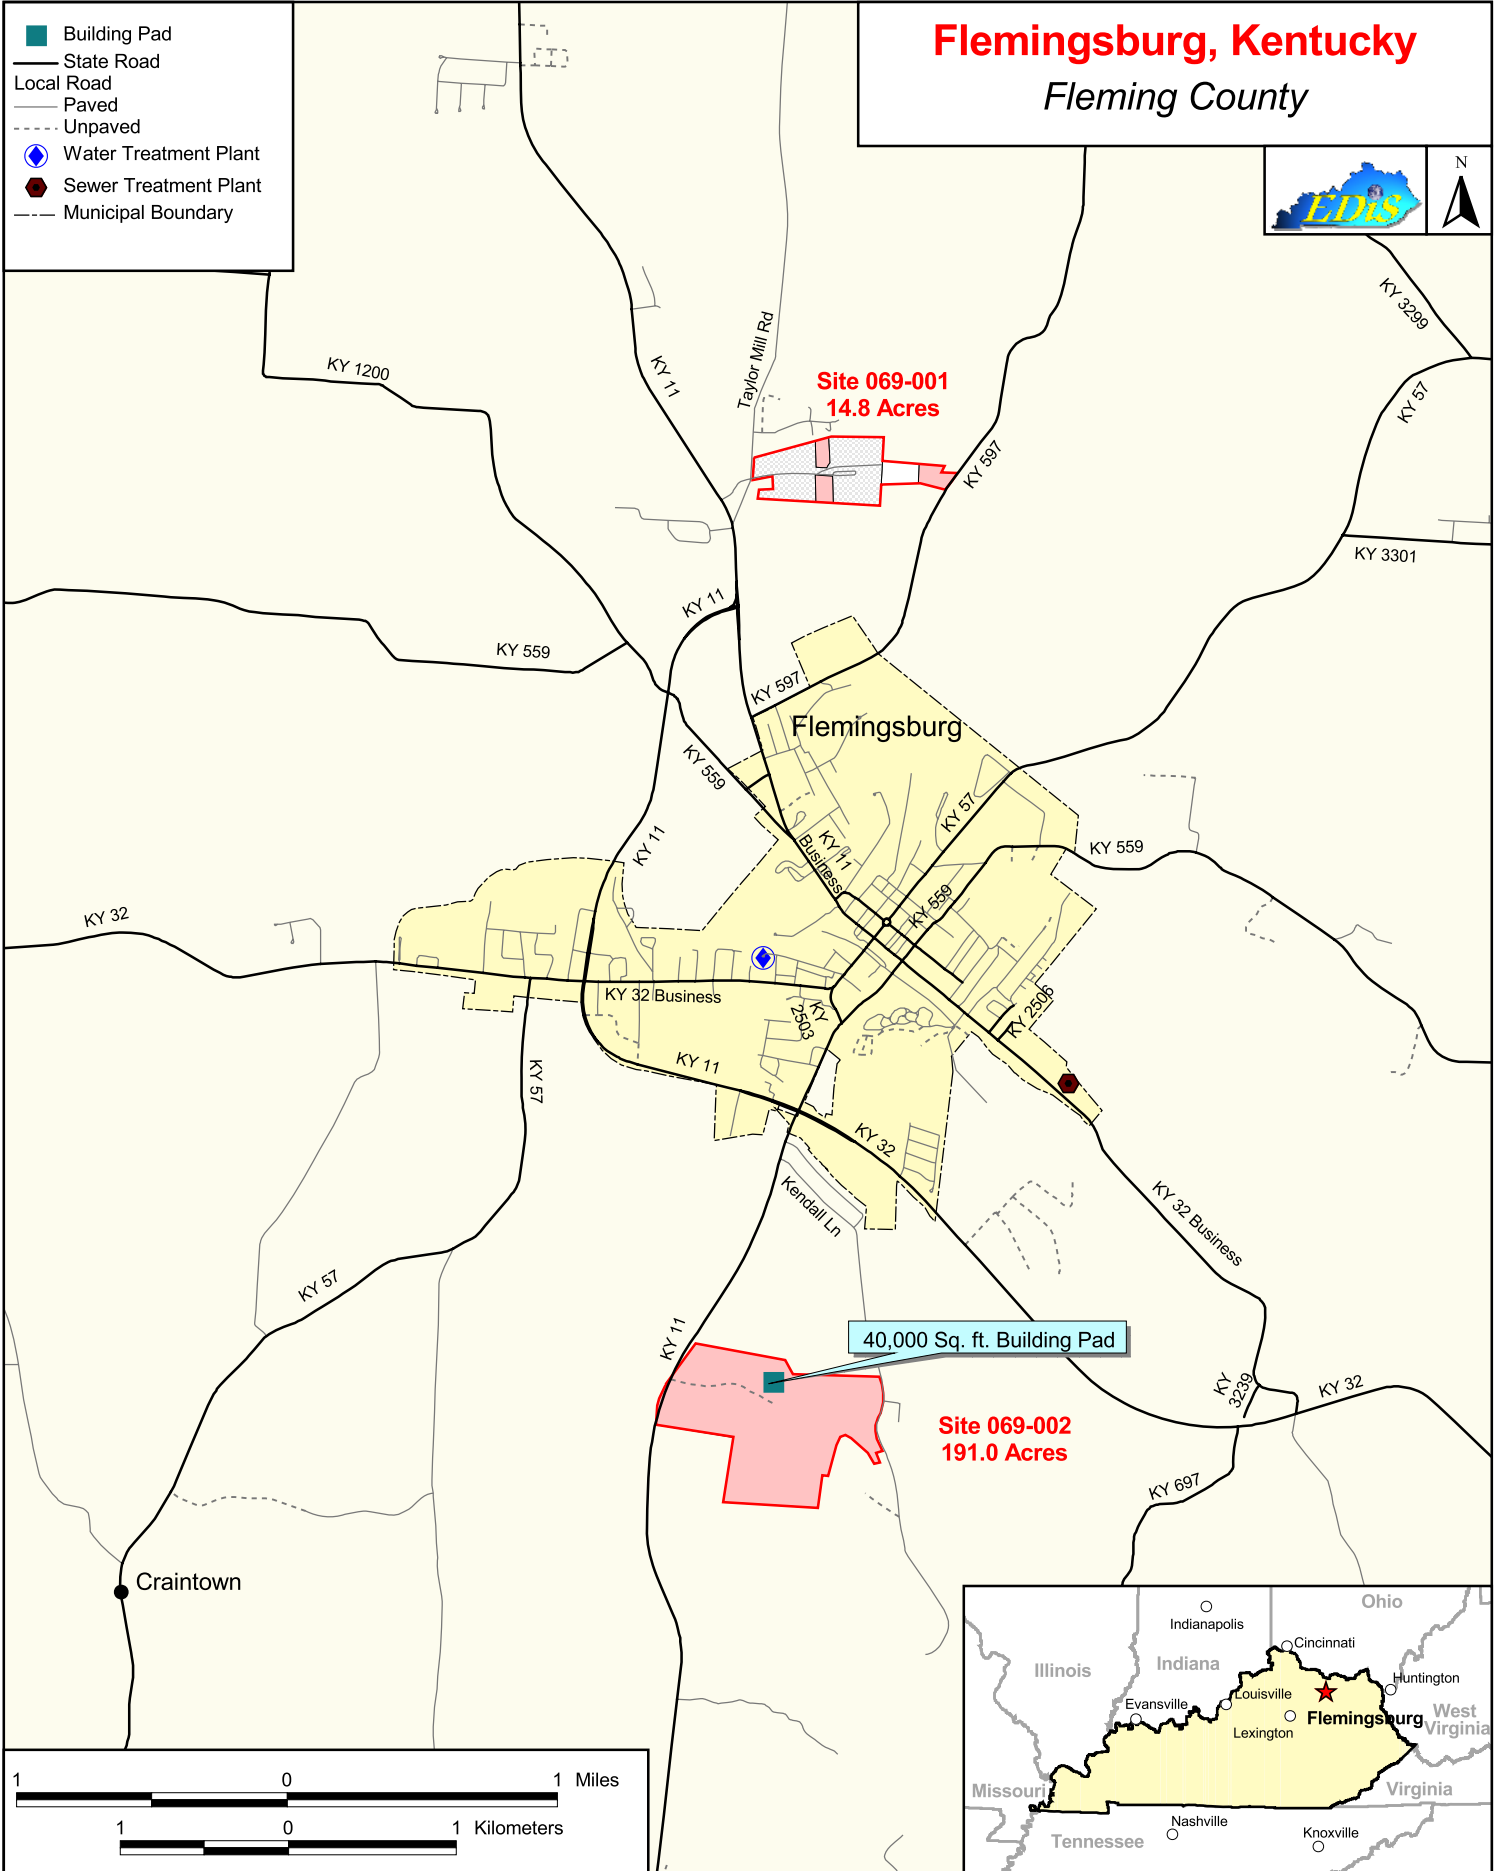 Building Pad
State Road
Local Road
Paved
Unpaved
Water Treatment Plant
Sewer Treatment Plant
Municipal Boundary
Flemingsburg, Kentucky
Fleming County
EDiS
N
KY 3299
KY 1200
KY 11
Taylor Mill Rd
Site 069-001
14.8 Acres
KY 57
KY 597
KY 3301
KY 11
KY 559
KY 597
Flemingsburg
KY 559
KY 57
KY 11
KY 11
Business
KY 559
KY 559
KY 32
KY 32 Business
KY
2503
KY 2506
KY 11
KY 57
KY 32
Kendall Ln
KY 32 Business
KY 57
KY 11
40,000 Sq. ft. Building Pad
KY
3239
KY 32
Site 069-002
191.0 Acres
KY 697
Craintown
Ohio
Indianapolis
Cincinnati
Illinois
Indiana
Huntington
Evansville
Louisville
West
Virginia
Flemingsburg
Lexington
Missouri
Virginia
Tennessee
Nashville
Knoxville
1 0 1 Miles
1 0 1 Kilometers